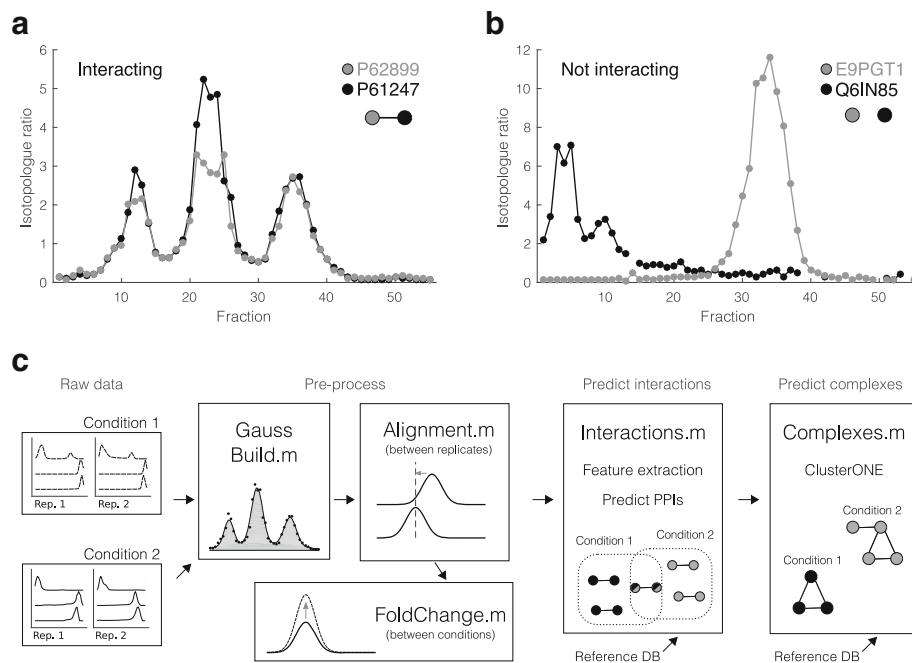 a
Interacting
P62899
P61247
Isotopologue ratio
0
1
2
3
4
5
6
10
20
30
40
50
Fraction
b
Not interacting
E9PGT1
Q6IN85
Isotopologue ratio
0
2
4
6
8
10
12
10
20
30
40
50
Fraction
c
Raw data
Pre-process
Predict interactions
Predict complexes
Condition 1
Rep. 1
Rep. 2
Condition 2
Rep. 1
Rep. 2
Gauss
Build.m
Alignment.m
(between replicates)
FoldChange.m
(between conditions)
Interactions.m
Feature extraction
Predict PPIs
Condition 1
Condition 2
Reference DB
Complexes.m
ClusterONE
Condition 2
Condition 1
Reference DB